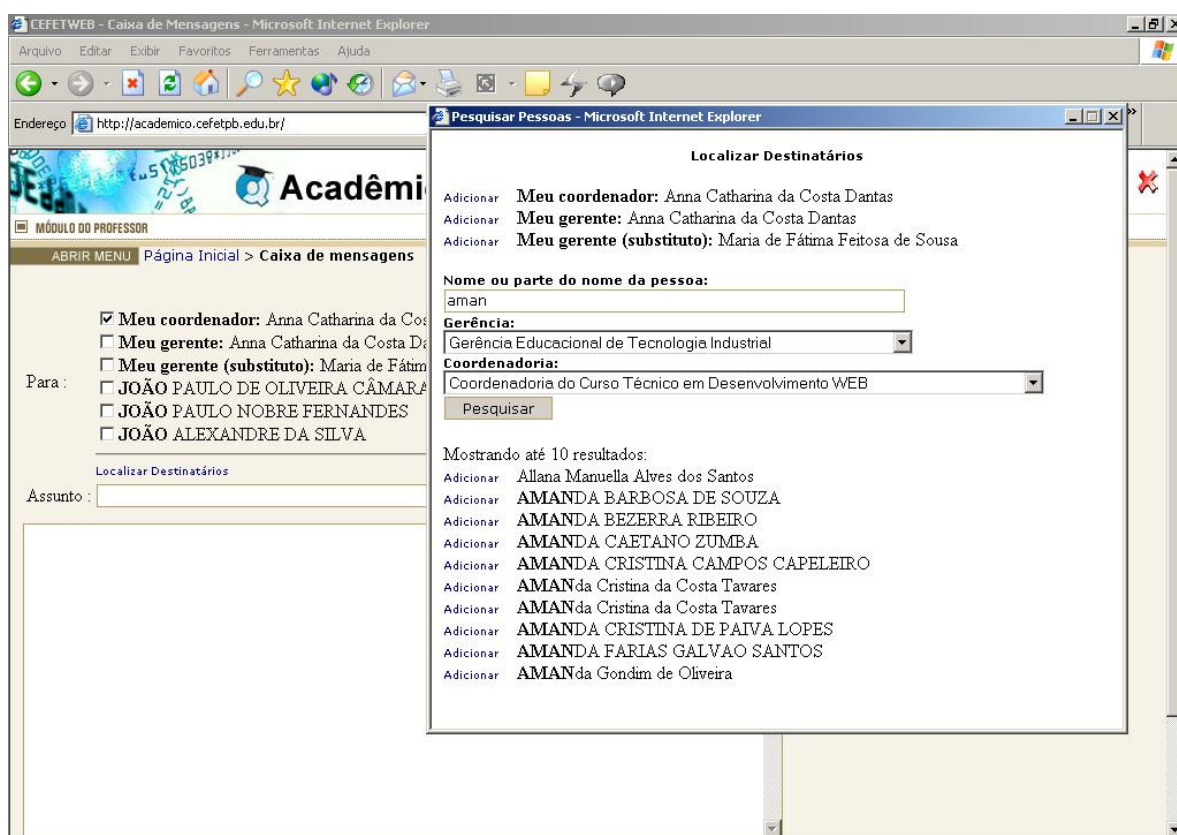 CEFETWEB - Caixa de Mensagens - Microsoft Internet Explorer
Arquivo Editar Exibir Favoritos Ferramentas Ajuda
Endereço http://academico.cefetpb.edu.br/
Acadêmi
MÓDULO DO PROFESSOR
ABRIR MENU Página Inicial > Caixa de mensagens
Para :
Meu coordenador: Anna Catharina da Cos
Meu gerente: Anna Catharina da Costa Da
Meu gerente (substituto): Maria de Fátim
JOÃO PAULO DE OLIVEIRA CÂMARA
JOÃO PAULO NOBRE FERNANDES
JOÃO ALEXANDRE DA SILVA
Localizar Destinatários
Assunto :
Pesquisar Pessoas - Microsoft Internet Explorer
Localizar Destinatários
Adicionar Meu coordenador: Anna Catharina da Costa Dantas
Adicionar Meu gerente: Anna Catharina da Costa Dantas
Adicionar Meu gerente (substituto): Maria de Fátima Feitosa de Sousa
Nome ou parte do nome da pessoa:
aman
Gerência:
Gerência Educacional de Tecnologia Industrial
Coordenadoria:
Coordenadoria do Curso Técnico em Desenvolvimento WEB
Pesquisar
Mostrando até 10 resultados:
Adicionar Allana Manuella Alves dos Santos
Adicionar AMANDA BARBOSA DE SOUZA
Adicionar AMANDA BEZERRA RIBEIRO
Adicionar AMANDA CAETANO ZUMBA
Adicionar AMANDA CRISTINA CAMPOS CAPELEIRO
Adicionar AMANda Cristina da Costa Tavares
Adicionar AMANda Cristina da Costa Tavares
Adicionar AMANDA CRISTINA DE PAIVA LOPES
Adicionar AMANDA FARIAS GALVAO SANTOS
Adicionar AMANda Gondim de Oliveira